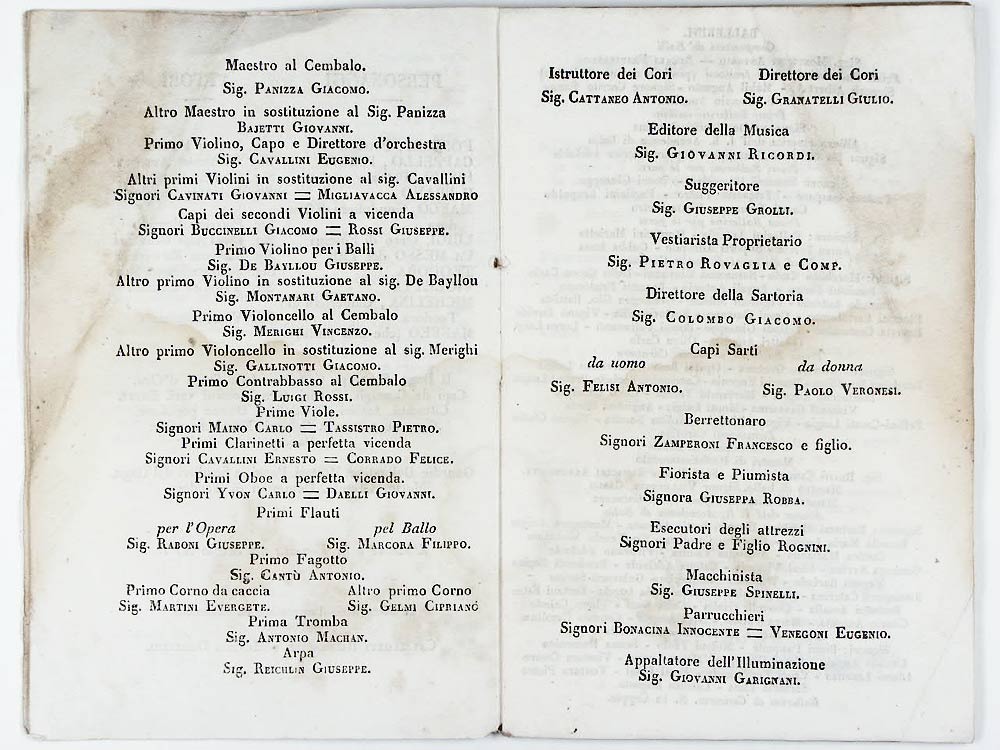 Maestro al Cembalo.
Sig. Panizza Giacomo.
Altro Maestro in sostituzione al Sig. Panizza
Bajetti Giovanni.
Primo Violino, Capo e Direttore d'orchestra
Sig. Cavallini Eugenio.
Altri primi Violini in sostituzione al sig. Cavallini
Signori Cavinati Giovanni = Migliavacca Alessandro
Capi dei secondi Violini a vicenda
Signori Buccinelli Giacomo = Rossi Giuseppe.
Primo Violino per i Balli
Sig. De Bayllou Giuseppe.
Altro primo Violino in sostituzione al sig. De Bayllou
Sig. Montanari Gaetano.
Primo Violoncello al Cembalo
Sig. Merighi Vincenzo.
Altro primo Violoncello in sostituzione al sig. Merighi
Sig. Gallinotti Giacomo.
Primo Contrabbasso al Cembalo
Sig. Luigi Rossi.
Prime Viole.
Signori Maino Carlo = Tassistro Pietro.
Primi Clarinetti a perfetta vicenda
Signori Cavallini Ernesto = Corrado Felice.
Primi Oboe a perfetta vicenda.
Signori Yvon Carlo = Daelli Giovanni.
Primi Flauti
per l'Opera pel Ballo
Sig. Raboni Giuseppe. Sig. Marcora Filippo.
Primo Fagotto
Sig. Cantù Antonio.
Primo Corno da caccia Altro primo Corno
Sig. Martini Evergete. Sig. Gelmi Cipriano
Prima Tromba
Sig. Antonio Machan.
Arpa
Sig. Reichlin Giuseppe.
Istruttore dei Cori Direttore dei Cori
Sig. Cattaneo Antonio. Sig. Granatelli Giulio.
Editore della Musica
Sig. Giovanni Ricordi.
Suggeritore
Sig. Giuseppe Grolli.
Vestiarista Proprietario
Sig. Pietro Rovaglia e Comp.
Direttore della Sartoria
Sig. Colombo Giacomo.
Capi Sarti
da uomo da donna
Sig. Felisi Antonio. Sig. Paolo Veronesi.
Berrettonaro
Signori Zamperoni Francesco e figlio.
Fiorista e Piumista
Signora Giuseppa Robba.
Esecutori degli attrezzi
Signori Padre e Figlio Rognini.
Macchinista
Sig. Giuseppe Spinelli.
Parrucchieri
Signori Bonacina Innocente = Venegoni Eugenio.
Appaltatore dell'Illuminazione
Sig. Giovanni Garignani.